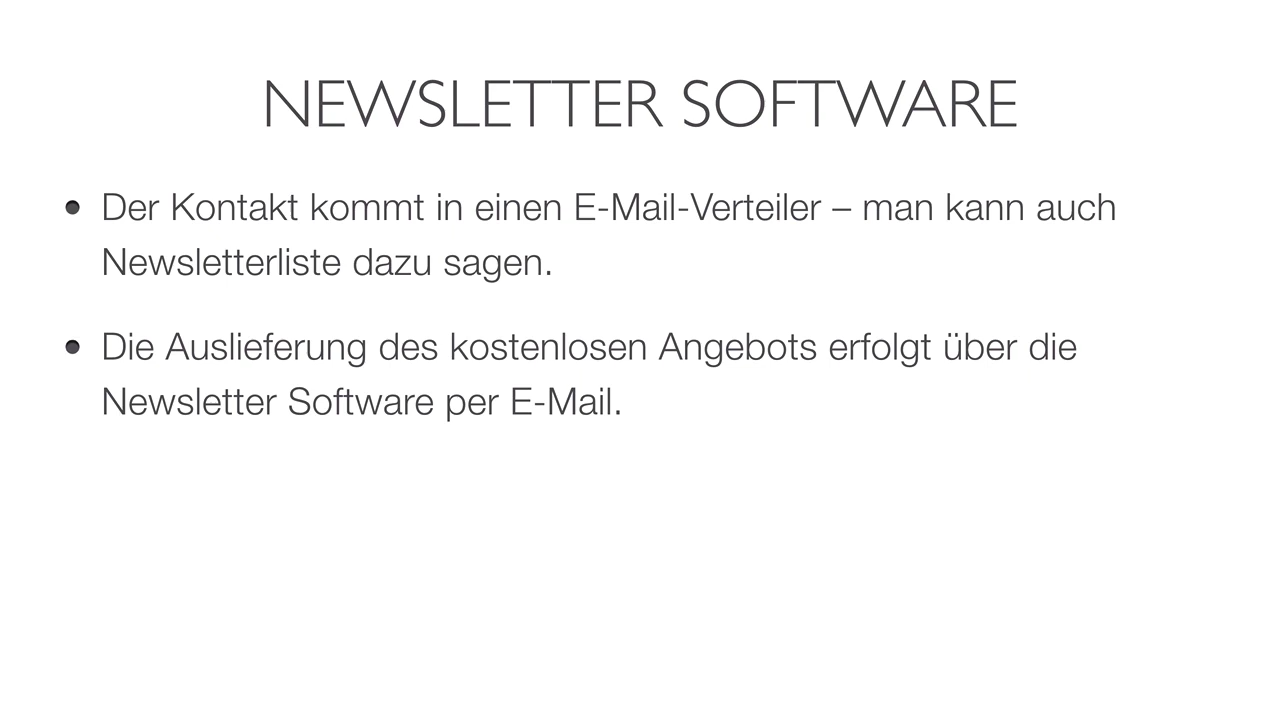 NEWSLETTER SOFTWARE
• Der Kontakt kommt in einen E-Mail-Verteiler – man kann auch
Newsletterliste dazu sagen.
• Die Auslieferung des kostenlosen Angebots erfolgt über die
Newsletter Software per E-Mail.